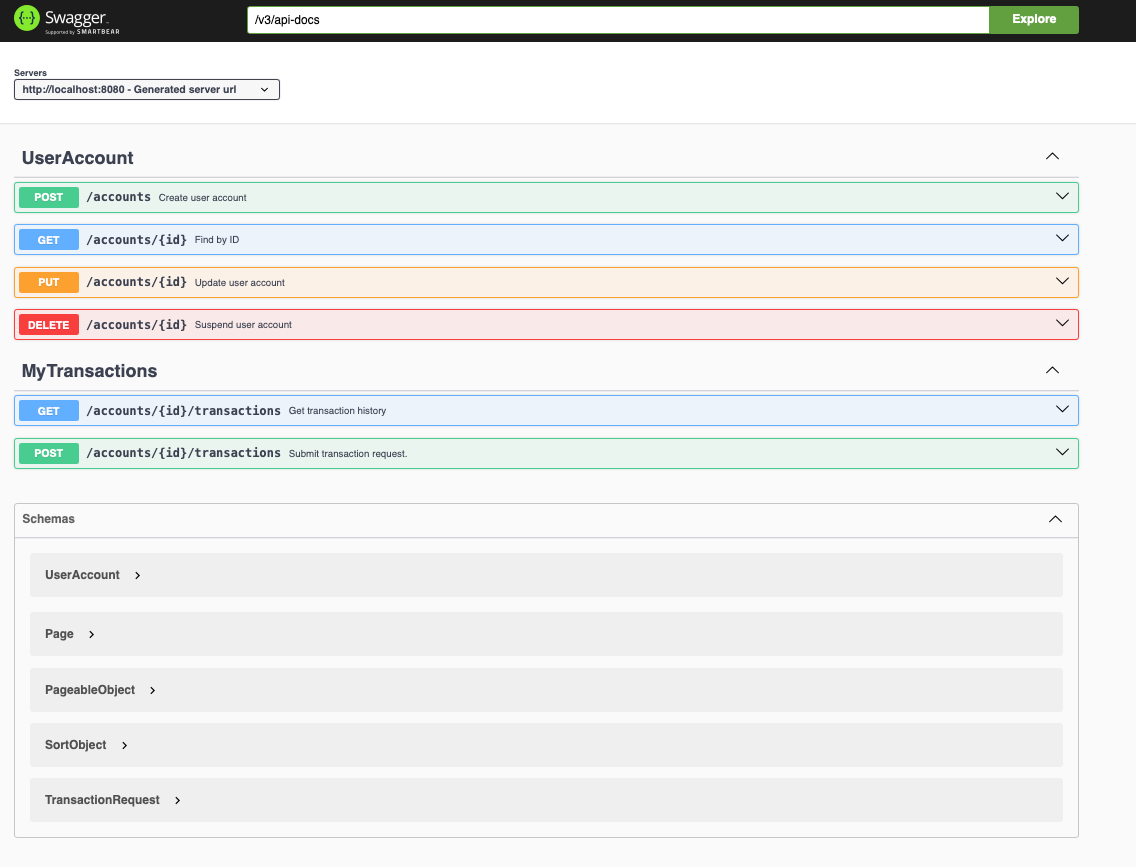 Swagger
Supported by SMARTBEAR
/v3/api-docs
Explore
Servers
http://localhost:8080 - Generated server url
UserAccount
POST /accounts Create user account
GET /accounts/{id} Find by ID
PUT /accounts/{id} Update user account
DELETE /accounts/{id} Suspend user account
MyTransactions
GET /accounts/{id}/transactions Get transaction history
POST /accounts/{id}/transactions Submit transaction request.
Schemas
UserAccount
Page
PageableObject
SortObject
TransactionRequest